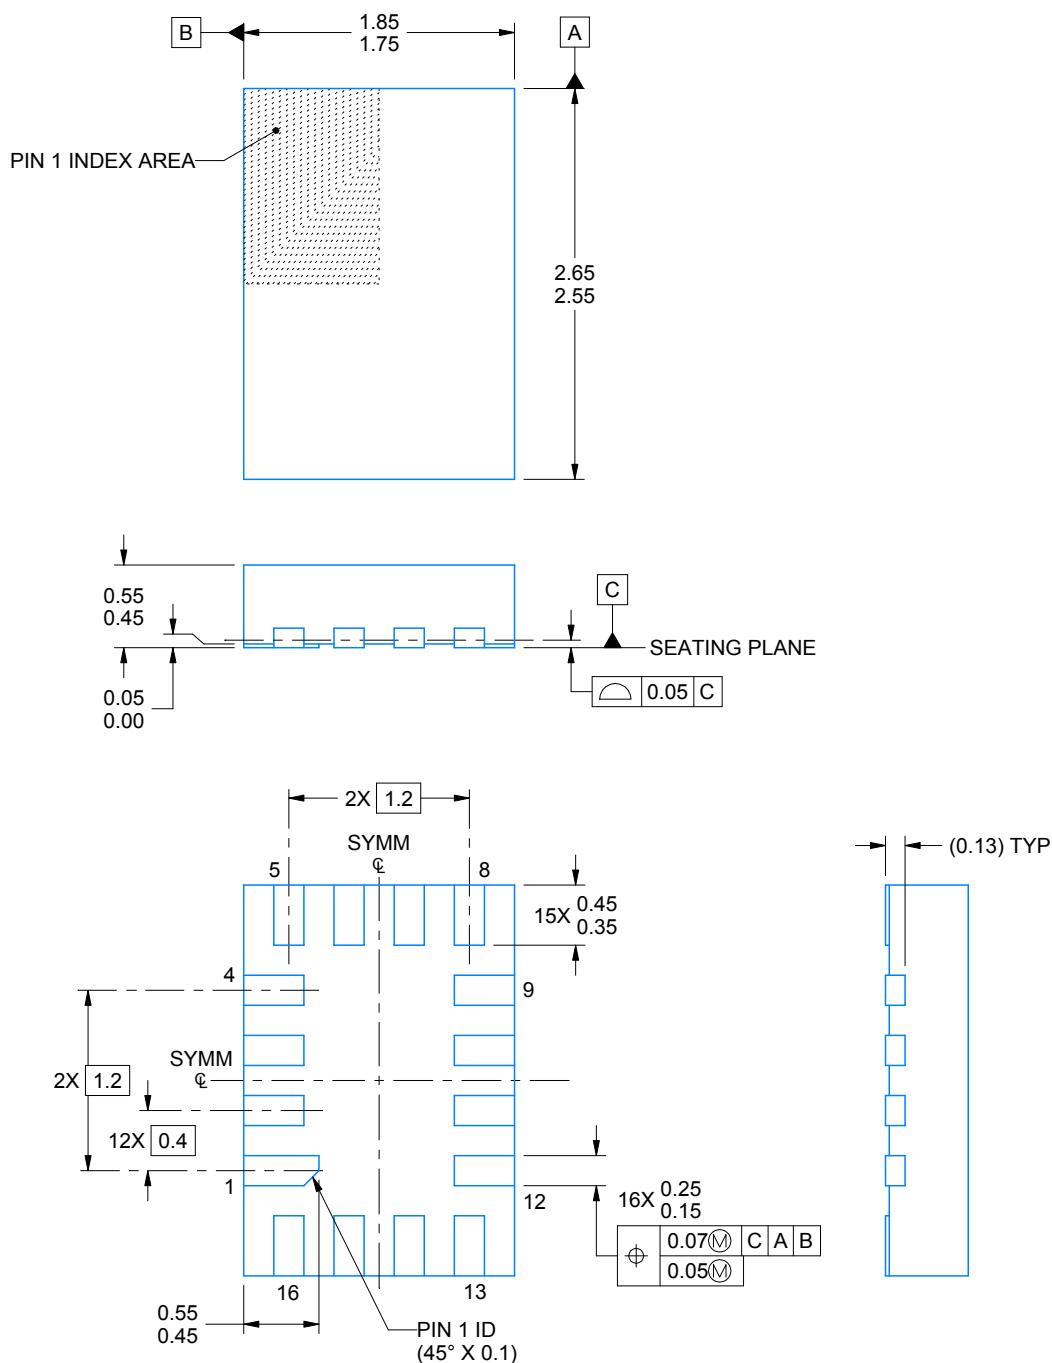 B
1.85
1.75
A
PIN 1 INDEX AREA
2.65
2.55
0.55
0.45
C
SEATING PLANE
0.05 C
0.05
0.00
2X 1.2
SYMM
℄
(0.13) TYP
5
8
15X 0.45
0.35
4
9
SYMM
℄
2X 1.2
12X 0.4
1
12
16X 0.25
0.15
⌖ 0.07Ⓜ C A B
0.05Ⓜ
16
13
0.55
0.45
PIN 1 ID
(45° X 0.1)